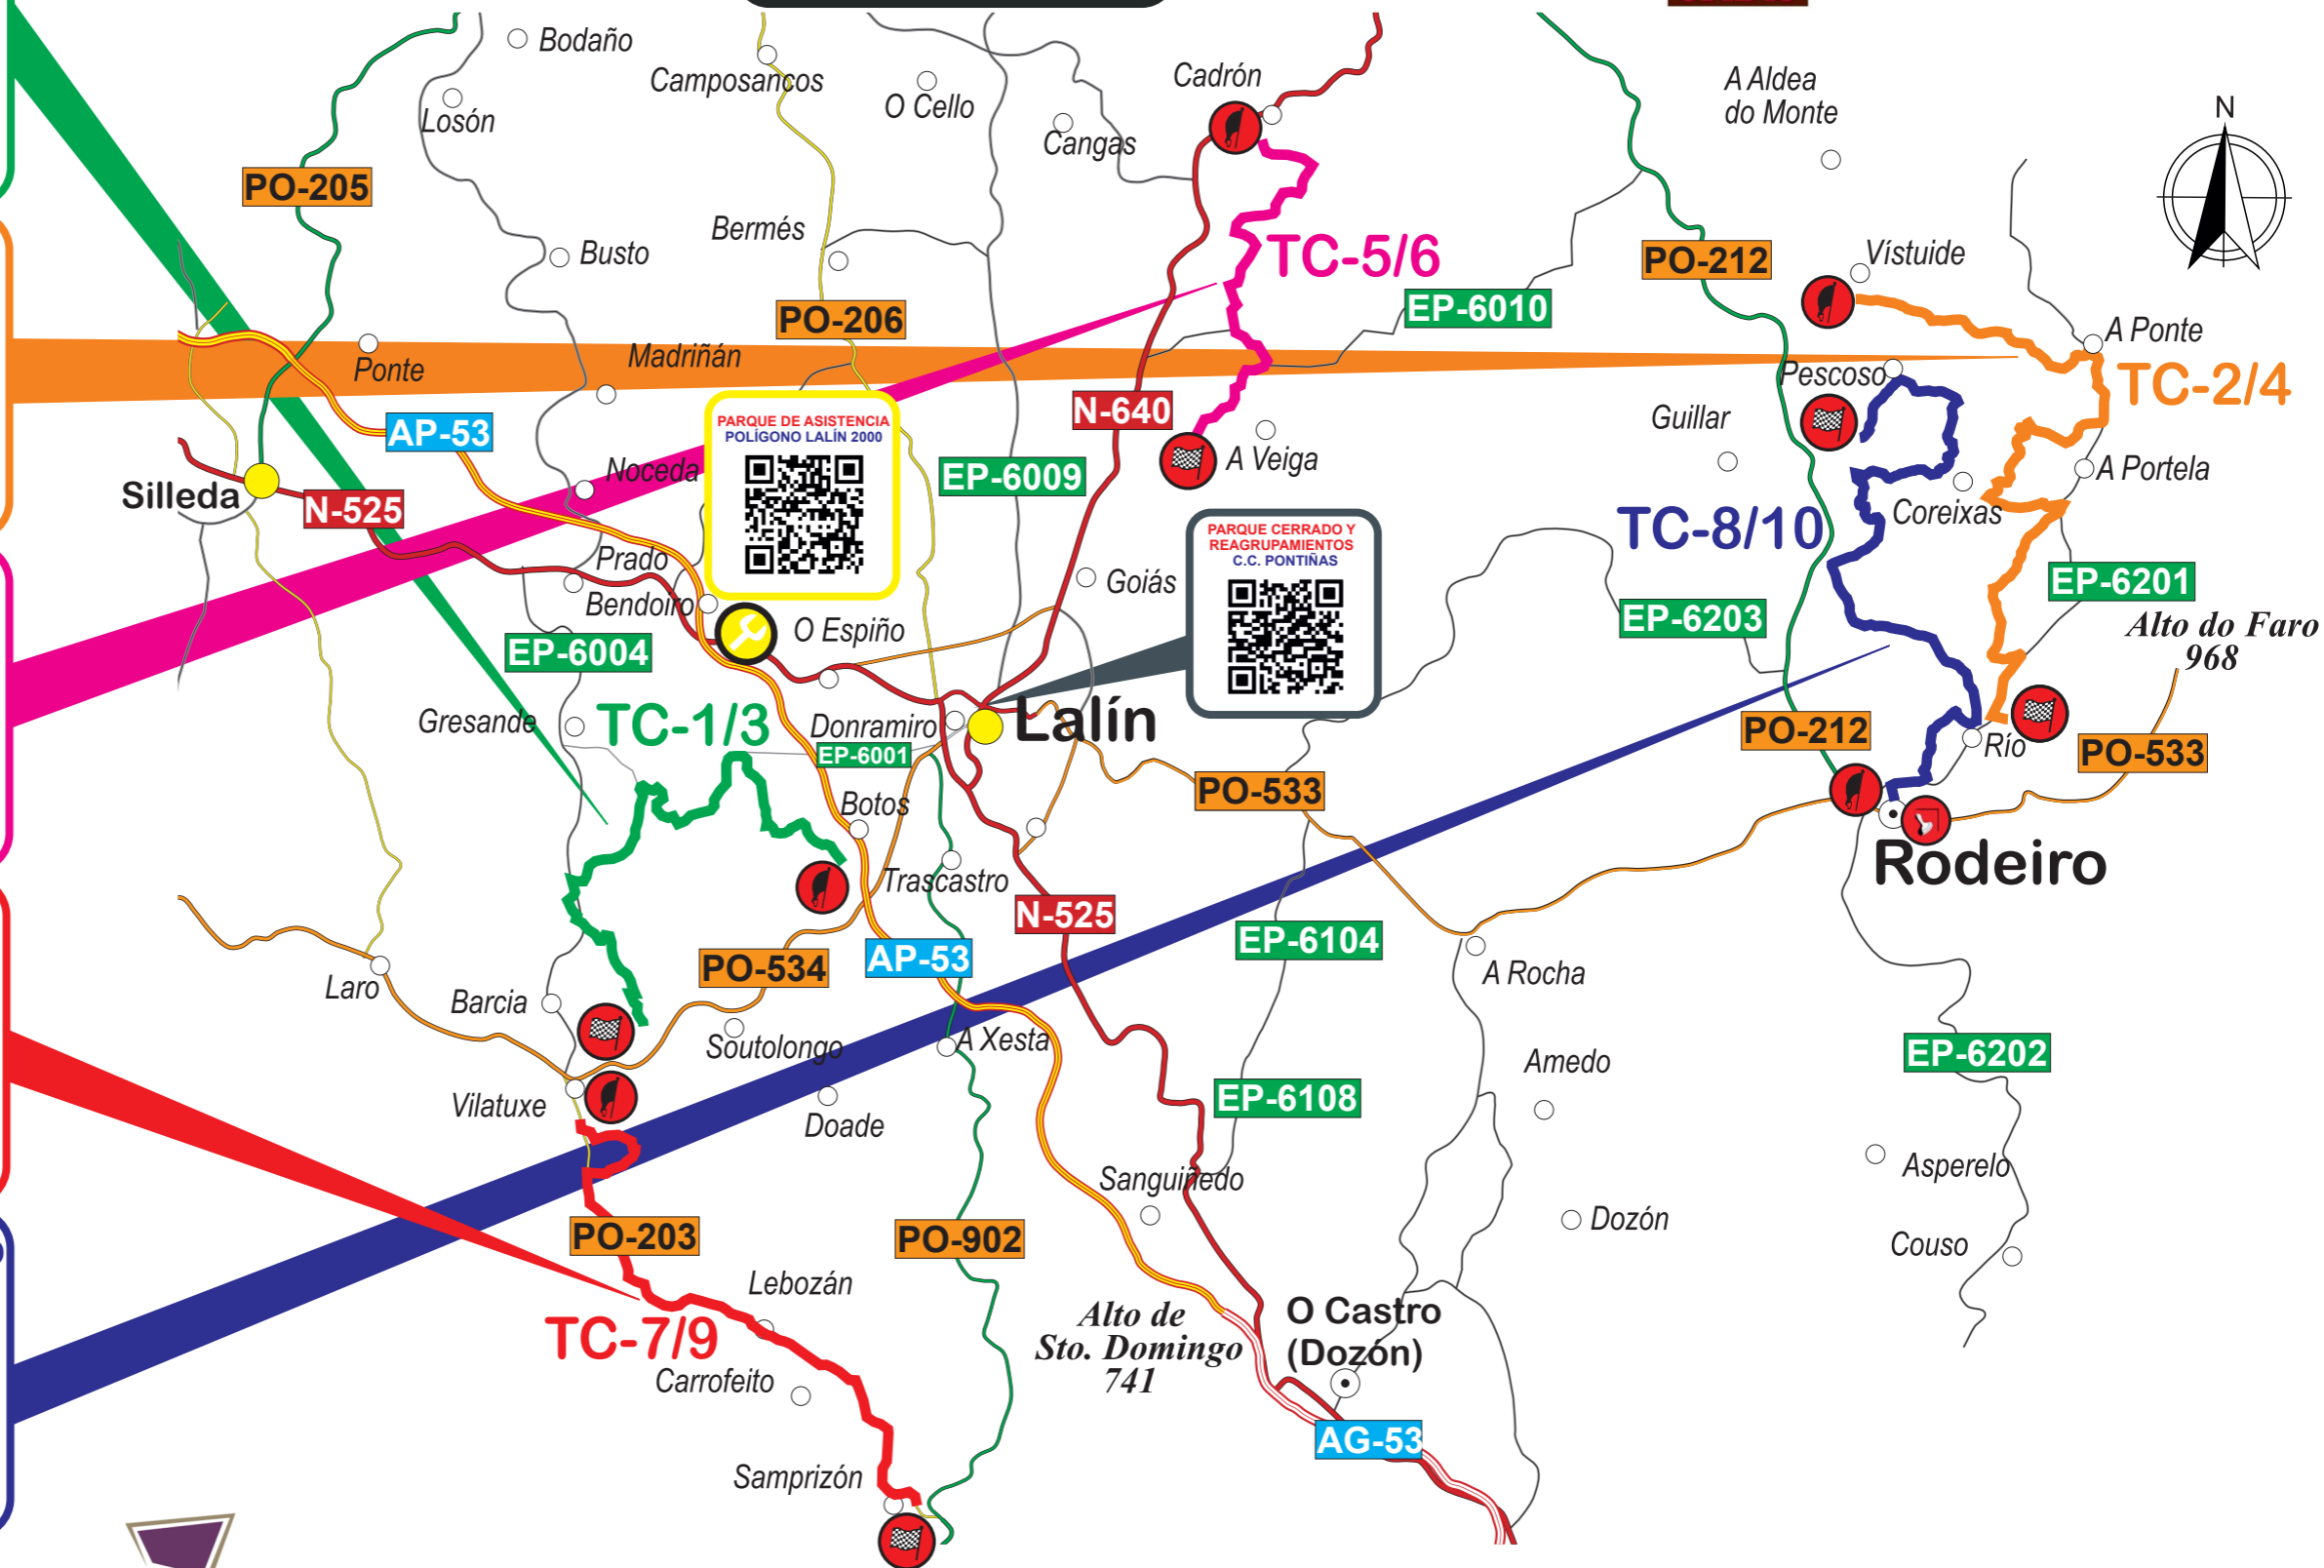 Bodaño
Camposancos
Cadrón
A Aldea
do Monte
O Cello
Losón
Cangas
N
PO-205
Bermés
Busto
TC-5/6
PO-212
Vístuide
PO-206
EP-6010
A Ponte
Ponte
Madriñán
Pescoso
TC-2/4
AP-53
PARQUE DE ASISTENCIA
POLÍGONO LALÍN 2000
N-640
Guillar
Noceda
EP-6009
A Veiga
A Portela
Silleda
N-525
Coreixas
TC-8/10
PARQUE CERRADO Y
REAGRUPAMIENTOS
C.C. PONTIÑAS
Prado
Goiás
EP-6201
Bendoiro
O Espiño
EP-6203
Alto do Faro
968
EP-6004
Gresande
TC-1/3
Donramiro
Lalín
PO-212
Río
PO-533
EP-6001
PO-533
Botos
Rodeiro
Trascastro
N-525
EP-6104
PO-534
AP-53
A Rocha
Laro
Barcia
Soutolongo
A Xesta
EP-6202
Amedo
Vilatuxe
EP-6108
Doade
Sanguiñedo
Asperelo
Dozón
PO-203
PO-902
Couso
Lebozán
TC-7/9
Alto de
Sto. Domingo
741
O Castro
(Dozón)
Carrofeito
AG-53
Samprizón